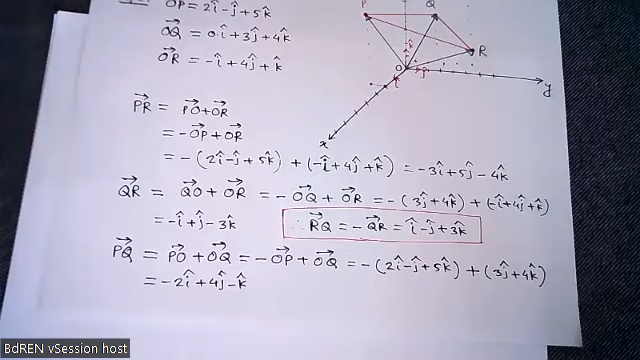 →OP = 2î-ĵ+5k̂
→OQ = 0.î+3ĵ+4k̂
→OR = -î+4ĵ+k̂
P
Q
R
O
k̂
ĵ
î
y
x
→PR = →PO+→OR
= -→OP+→OR
= -(2î-ĵ+5k̂) + (-î+4ĵ+k̂) = -3î+5ĵ-4k̂
→QR = →QO+→OR = -→OQ+→OR = -(3ĵ+4k̂)+(-î+4ĵ+k̂)
= -î+ĵ-3k̂
∴ →RQ = -→QR = î-ĵ+3k̂
→PQ = →PO+→OQ = -→OP+→OQ = -(2î-ĵ+5k̂)+(3ĵ+4k̂)
= -2î+4ĵ-k̂
BdREN vSession host